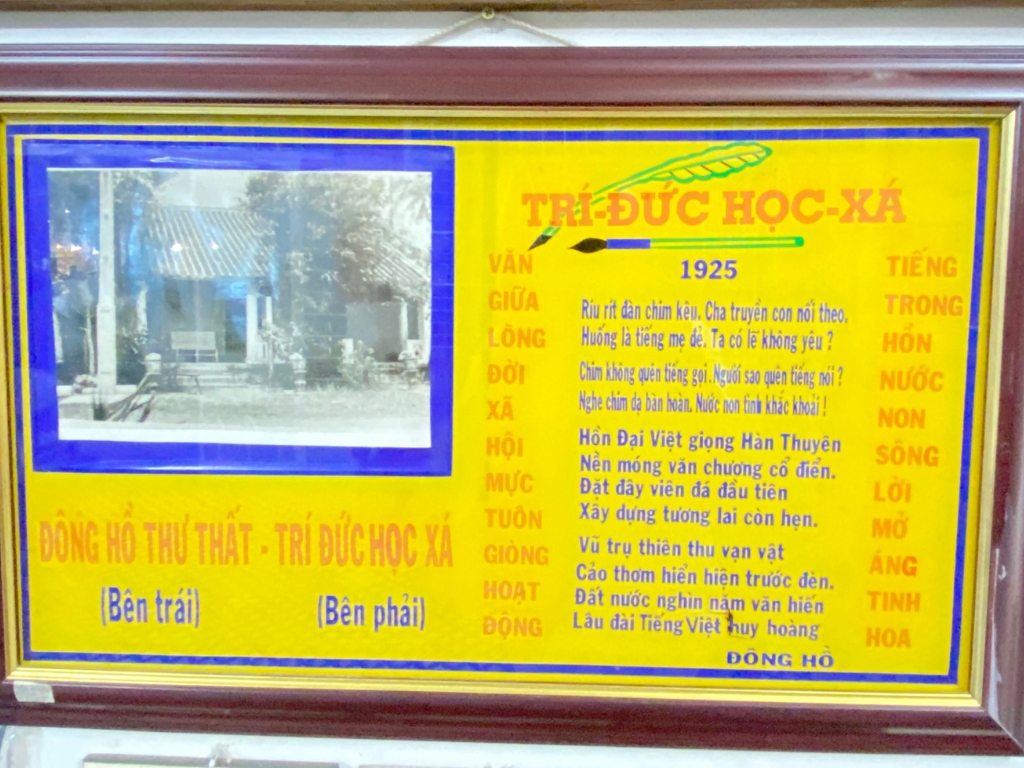 TRÍ-ĐỨC HỌC-XÁ
1925
VĂN
GIỮA
LÒNG
ĐỜI
XÃ
HỘI
MỰC
TUÔN
GIÒNG
HOẠT
ĐỘNG
Ríu rít đàn chim kêu. Cha truyền con nối theo.
Huống là tiếng mẹ đẻ. Ta có lẽ không yêu ?
Chim không quên tiếng gọi. Người sao quên tiếng nói ?
Nghe chim dạ bàn hoàn. Nước non tình khắc khoải !
Hồn Đại Việt giọng Hàn Thuyên
Nền móng văn chương cổ điển.
Đặt đây viên đá đầu tiên
Xây dựng tương lai còn hẹn.
Vũ trụ thiên thu vạn vật
Cảo thơm hiển hiện trước đèn.
Đất nước nghìn năm văn hiến
Lâu đài Tiếng Việt huy hoàng
ĐÔNG HỒ
TIẾNG
TRONG
HỒN
NƯỚC
NON
SÔNG
LỜI
MỞ
ÁNG
TINH
HOA
ĐÔNG HỒ THƯ THẤT - TRÍ ĐỨC HỌC XÁ
(Bên trái) (Bên phải)